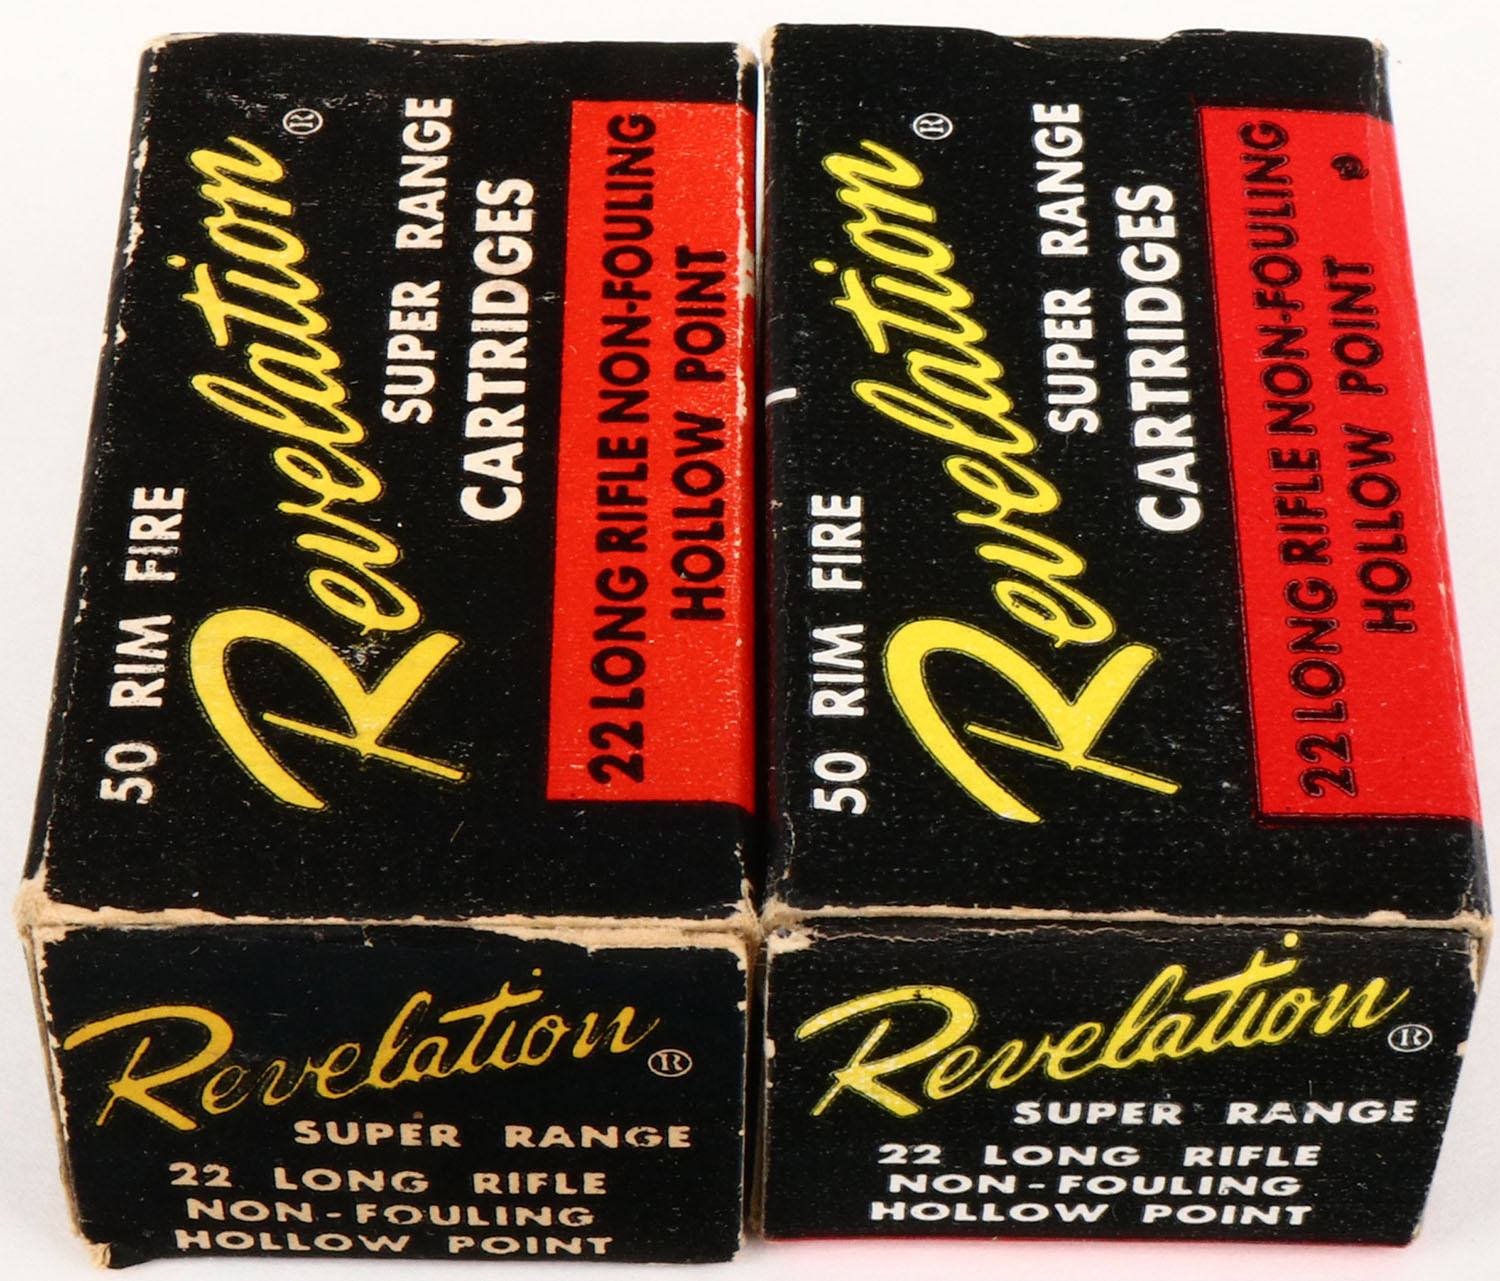 50 RIM FIRE
Revelation ®
SUPER RANGE
CARTRIDGES
22 LONG RIFLE NON-FOULING
HOLLOW POINT
Revelation ®
SUPER RANGE
22 LONG RIFLE
NON-FOULING
HOLLOW POINT
50 RIM FIRE
Revelation ®
SUPER RANGE
CARTRIDGES
22 LONG RIFLE NON-FOULING
HOLLOW POINT
Revelation ®
SUPER RANGE
22 LONG RIFLE
NON-FOULING
HOLLOW POINT